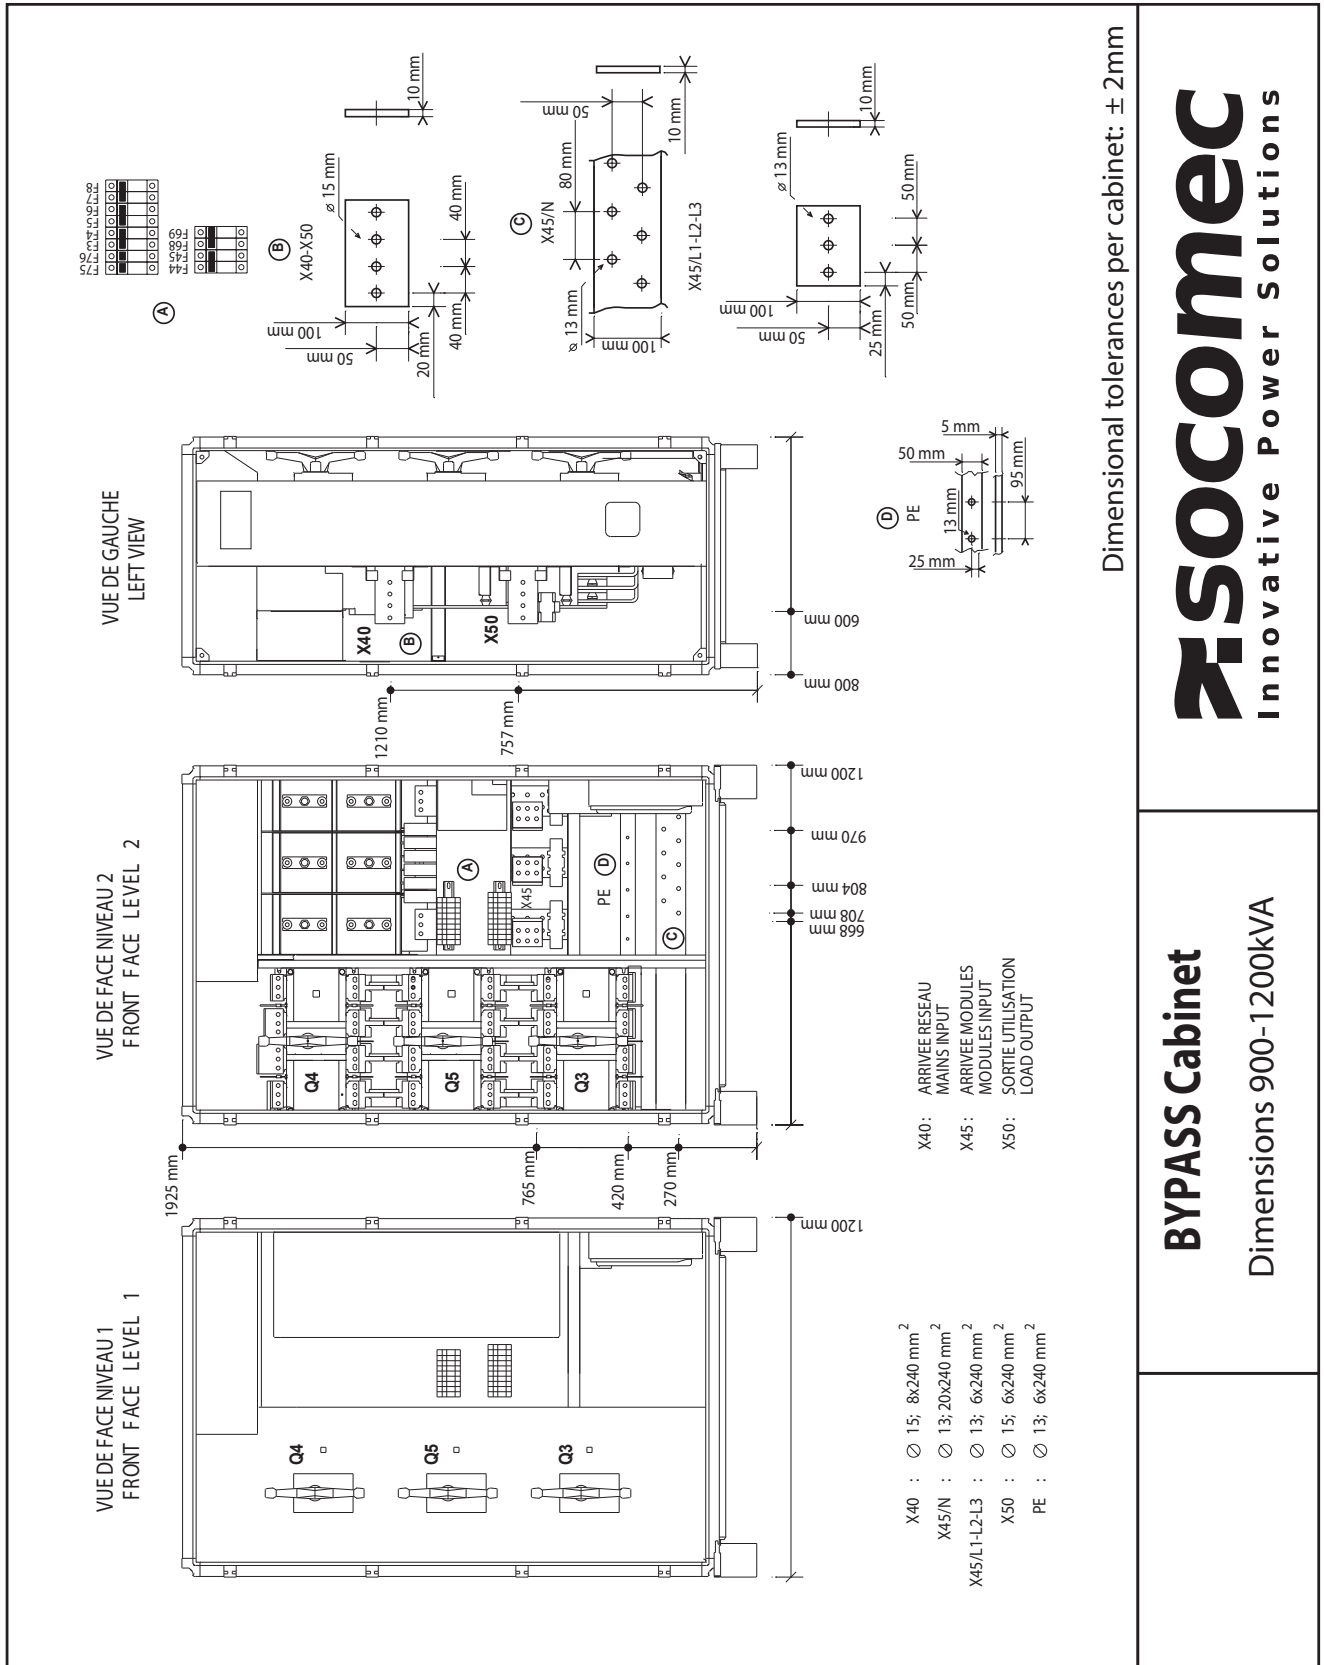 VUE DE FACE NIVEAU 1
FRONT FACE LEVEL 1
Q4
Q5
Q3
1200 mm
VUE DE FACE NIVEAU 2
FRONT FACE LEVEL 2
1925 mm
765 mm
420 mm
270 mm
Q4
Q5
Q3
A
X45
PE
D
C
668 mm
708 mm
804 mm
970 mm
1200 mm
VUE DE GAUCHE
LEFT VIEW
X40
B
X50
1210 mm
757 mm
800 mm
600 mm
A
F75
F76
F3
F4
F5
F6
F7
F8
F44
F45
F68
F69
B
X40-X50
ø 15 mm
10 mm
100 mm
50 mm
20 mm
40 mm
40 mm
C
X45/N
80 mm
50 mm
10 mm
ø 13 mm
100 mm
X45/L1-L2-L3
ø 13 mm
10 mm
100 mm
50 mm
25 mm
50 mm
50 mm
D
PE
50 mm
5 mm
13 mm
95 mm
25 mm
X40 : ∅ 15; 8x240 mm²
X45/N : ∅ 13; 20x240 mm²
X45/L1-L2-L3 : ∅ 13; 6x240 mm²
X50 : ∅ 15; 6x240 mm²
PE : ∅ 13; 6x240 mm²
X40 : ARRIVEE RESEAU
MAINS INPUT
X45 : ARRIVEE MODULES
MODULES INPUT
X50 : SORTIE UTILISATION
LOAD OUTPUT
Dimensional tolerances per cabinet: ± 2mm
BYPASS Cabinet
Dimensions 900-1200kVA
socomec
Innovative Power Solutions